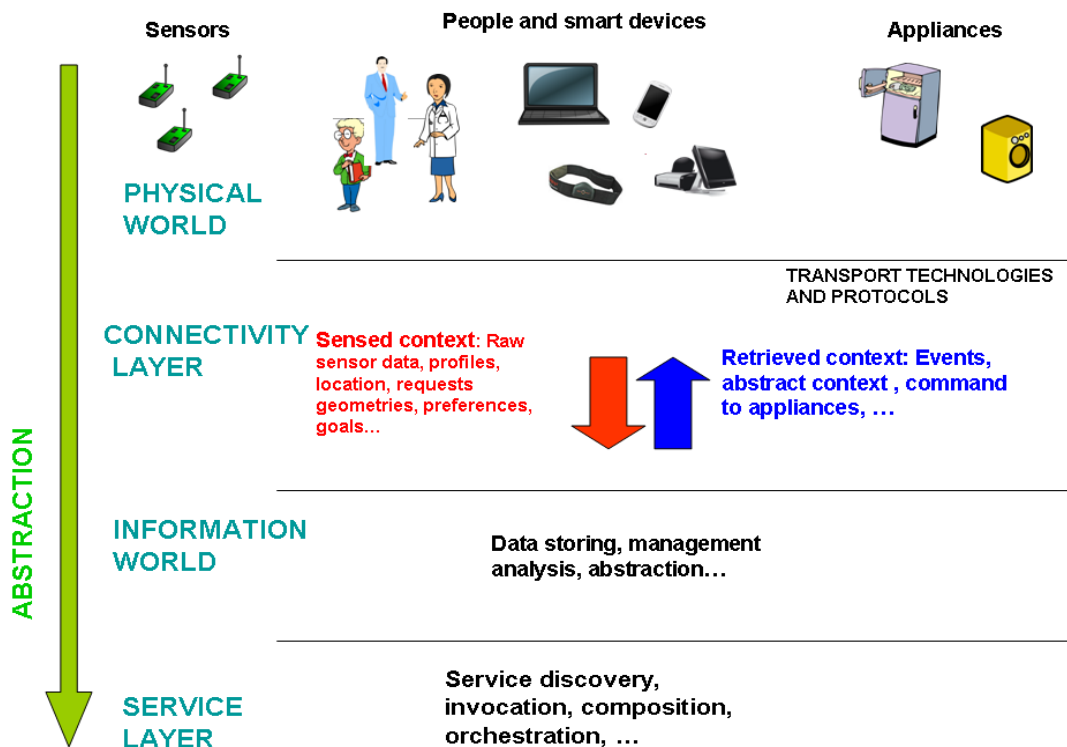 Sensors
People and smart devices
Appliances
PHYSICAL
WORLD
TRANSPORT TECHNOLOGIES
AND PROTOCOLS
CONNECTIVITY
LAYER
Sensed context: Raw
sensor data, profiles,
location, requests
geometries, preferences,
goals…
Retrieved context: Events,
abstract context , command
to appliances, …
ABSTRACTION
INFORMATION
WORLD
Data storing, management
analysis, abstraction…
SERVICE
LAYER
Service discovery,
invocation, composition,
orchestration, …